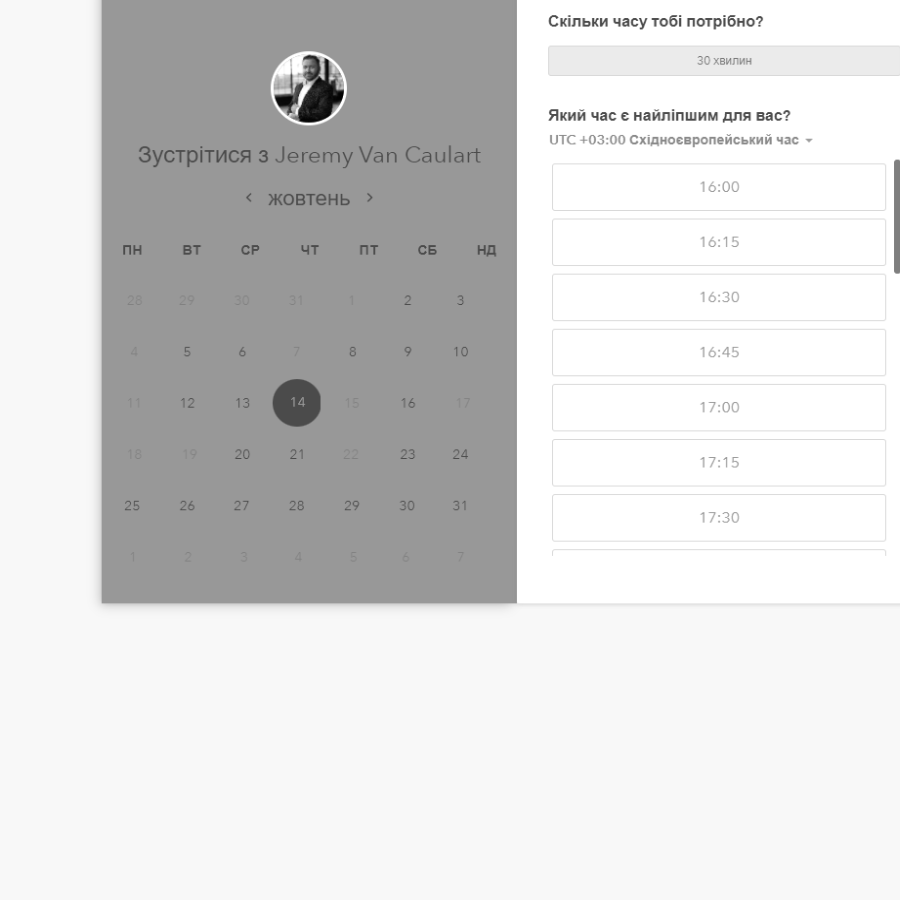 Зустрітися з Jeremy Van Caulart
жовтень
ПН ВТ СР ЧТ ПТ СБ НД
28 29 30 31 1 2 3
4 5 6 7 8 9 10
11 12 13 14 15 16 17
18 19 20 21 22 23 24
25 26 27 28 29 30 31
1 2 3 4 5 6 7
Скільки часу тобі потрібно?
30 хвилин
Який час є найліпшим для вас?
UTC +03:00 Східноєвропейський час
16:00
16:15
16:30
16:45
17:00
17:15
17:30